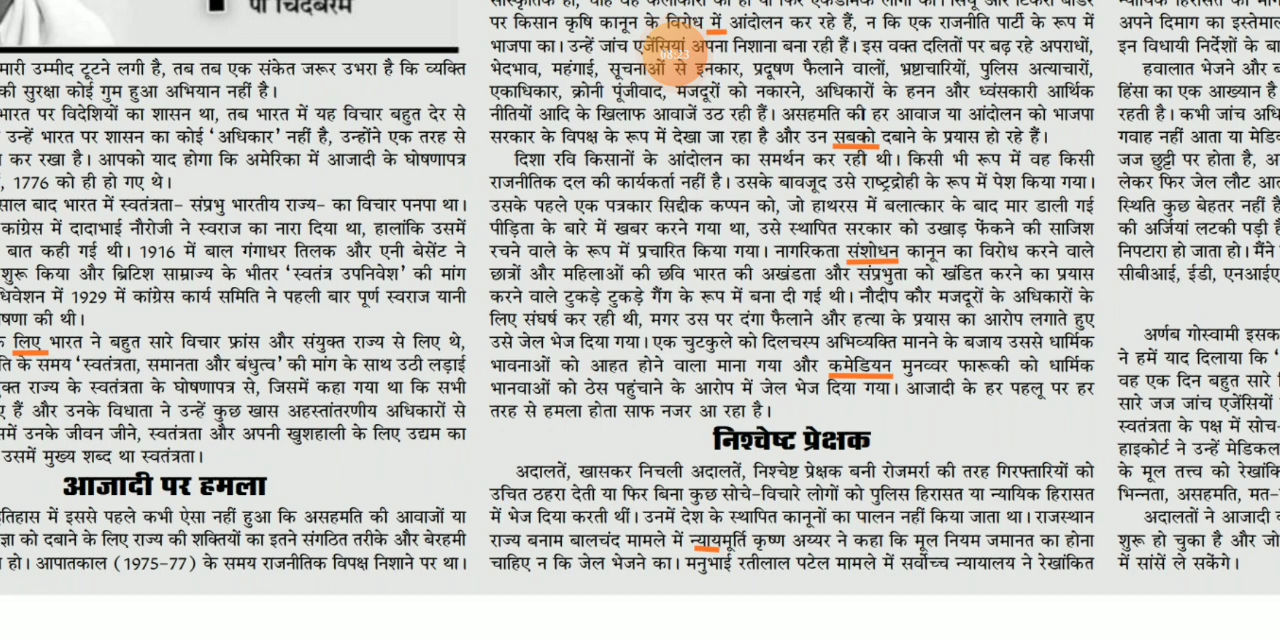 पी चिदंबरम
मारी उम्मीद टूटने लगी है, तब तब एक संकेत जरूर उभरा है कि व्यक्ति
की सुरक्षा कोई गुम हुआ अभियान नहीं है।
भारत पर विदेशियों का शासन था, तब भारत में यह विचार बहुत देर से
उन्हें भारत पर शासन का कोई ‘अधिकार’ नहीं है, उन्होंने एक तरह से
कर रखा है। आपको याद होगा कि अमेरिका में आजादी के घोषणापत्र
, 1776 को ही हो गए थे।
साल बाद भारत में स्वतंत्रता- संप्रभु भारतीय राज्य- का विचार पनपा था।
कांग्रेस में दादाभाई नौरोजी ने स्वराज का नारा दिया था, हालांकि उसमें
बात कही गई थी। 1916 में बाल गंगाधर तिलक और एनी बेसेंट ने
शुरू किया और ब्रिटिश साम्राज्य के भीतर ‘स्वतंत्र उपनिवेश’ की मांग
धिवेशन में 1929 में कांग्रेस कार्य समिति ने पहली बार पूर्ण स्वराज यानी
षणा की थी।
लिए भारत ने बहुत सारे विचार फ्रांस और संयुक्त राज्य से लिए थे,
ति के समय ‘स्वतंत्रता, समानता और बंधुत्व’ की मांग के साथ उठी लड़ाई
क्त राज्य के स्वतंत्रता के घोषणापत्र से, जिसमें कहा गया था कि सभी
हैं और उनके विधाता ने उन्हें कुछ खास अहस्तांतरणीय अधिकारों से
समें उनके जीवन जीने, स्वतंत्रता और अपनी खुशहाली के लिए उद्यम का
उसमें मुख्य शब्द था स्वतंत्रता।
आजादी पर हमला
इतिहास में इससे पहले कभी ऐसा नहीं हुआ कि असहमति की आवाजों या
ज्ञा को दबाने के लिए राज्य की शक्तियों का इतने संगठित तरीके और बेरहमी
हो। आपातकाल (1975-77) के समय राजनीतिक विपक्ष निशाने पर था।
सांस्कृतिक हो, चाहे वह कलाकारों का हो या फिर एकडेमिक लोगों का। सिंघू और टिकरी बॉर्डर
पर किसान कृषि कानून के विरोध में आंदोलन कर रहे हैं, न कि एक राजनीति पार्टी के रूप में
भाजपा का। उन्हें जांच एजेंसियां अपना निशाना बना रही हैं। इस वक्त दलितों पर बढ़ रहे अपराधों,
भेदभाव, महंगाई, सूचनाओं से इनकार, प्रदूषण फैलाने वालों, भ्रष्टाचारियों, पुलिस अत्याचारों,
एकाधिकार, क्रोनी पूंजीवाद, मजदूरों को नकारने, अधिकारों के हनन और ध्वंसकारी आर्थिक
नीतियों आदि के खिलाफ आवाजें उठ रही हैं। असहमति की हर आवाज या आंदोलन को भाजपा
सरकार के विपक्ष के रूप में देखा जा रहा है और उन सबको दबाने के प्रयास हो रहे हैं।
दिशा रवि किसानों के आंदोलन का समर्थन कर रही थी। किसी भी रूप में वह किसी
राजनीतिक दल की कार्यकर्ता नहीं है। उसके बावजूद उसे राष्ट्रद्रोही के रूप में पेश किया गया।
उसके पहले एक पत्रकार सिद्दीक कप्पन को, जो हाथरस में बलात्कार के बाद मार डाली गई
पीड़िता के बारे में खबर करने गया था, उसे स्थापित सरकार को उखाड़ फेंकने की साजिश
रचने वाले के रूप में प्रचारित किया गया। नागरिकता संशोधन कानून का विरोध करने वाले
छात्रों और महिलाओं की छवि भारत की अखंडता और संप्रभुता को खंडित करने का प्रयास
करने वाले टुकड़े टुकड़े गैंग के रूप में बना दी गई थी। नौदीप कौर मजदूरों के अधिकारों के
लिए संघर्ष कर रही थी, मगर उस पर दंगा फैलाने और हत्या के प्रयास का आरोप लगाते हुए
उसे जेल भेज दिया गया। एक चुटकुले को दिलचस्प अभिव्यक्ति मानने के बजाय उससे धार्मिक
भावनाओं को आहत होने वाला माना गया और कमेडियन मुनव्वर फारूकी को धार्मिक
भानवाओं को ठेस पहुंचाने के आरोप में जेल भेज दिया गया। आजादी के हर पहलू पर हर
तरह से हमला होता साफ नजर आ रहा है।
निश्चेष्ट प्रेक्षक
अदालतें, खासकर निचली अदालतें, निश्चेष्ट प्रेक्षक बनी रोजमर्रा की तरह गिरफ्तारियों को
उचित ठहरा देती या फिर बिना कुछ सोचे-विचारे लोगों को पुलिस हिरासत या न्यायिक हिरासत
में भेज दिया करती थीं। उनमें देश के स्थापित कानूनों का पालन नहीं किया जाता था। राजस्थान
राज्य बनाम बालचंद मामले में न्यायमूर्ति कृष्ण अय्यर ने कहा कि मूल नियम जमानत का होना
चाहिए न कि जेल भेजने का। मनुभाई रतीलाल पटेल मामले में सर्वोच्च न्यायालय ने रेखांकित
न्यायिक हिरासत की मां
अपने दिमाग का इस्तेमा
इन विधायी निर्देशों के बा
हवालात भेजने और ब
हिंसा का एक आख्यान है
रहती है। कभी जांच अधि
गवाह नहीं आता या मेडि
जज छुट्टी पर होता है, अ
लेकर फिर जेल लौट आत
स्थिति कुछ बेहतर नहीं है
की अर्जियां लटकी पड़ी ह
निपटारा हो जाता हो। मैंने
सीबीआई, ईडी, एनआईए
अर्णब गोस्वामी इसक
ने हमें याद दिलाया कि ‘
वह एक दिन बहुत सारे ि
सारे जज जांच एजेंसियों
स्वतंत्रता के पक्ष में सोच-
हाइकोर्ट ने उन्हें मेडिकल
के मूल तत्त्व को रेखांकि
भिन्नता, असहमति, मत-
अदालतों ने आजादी क
शुरू हो चुका है और जो
में सांसें ले सकेंगे।
08:23